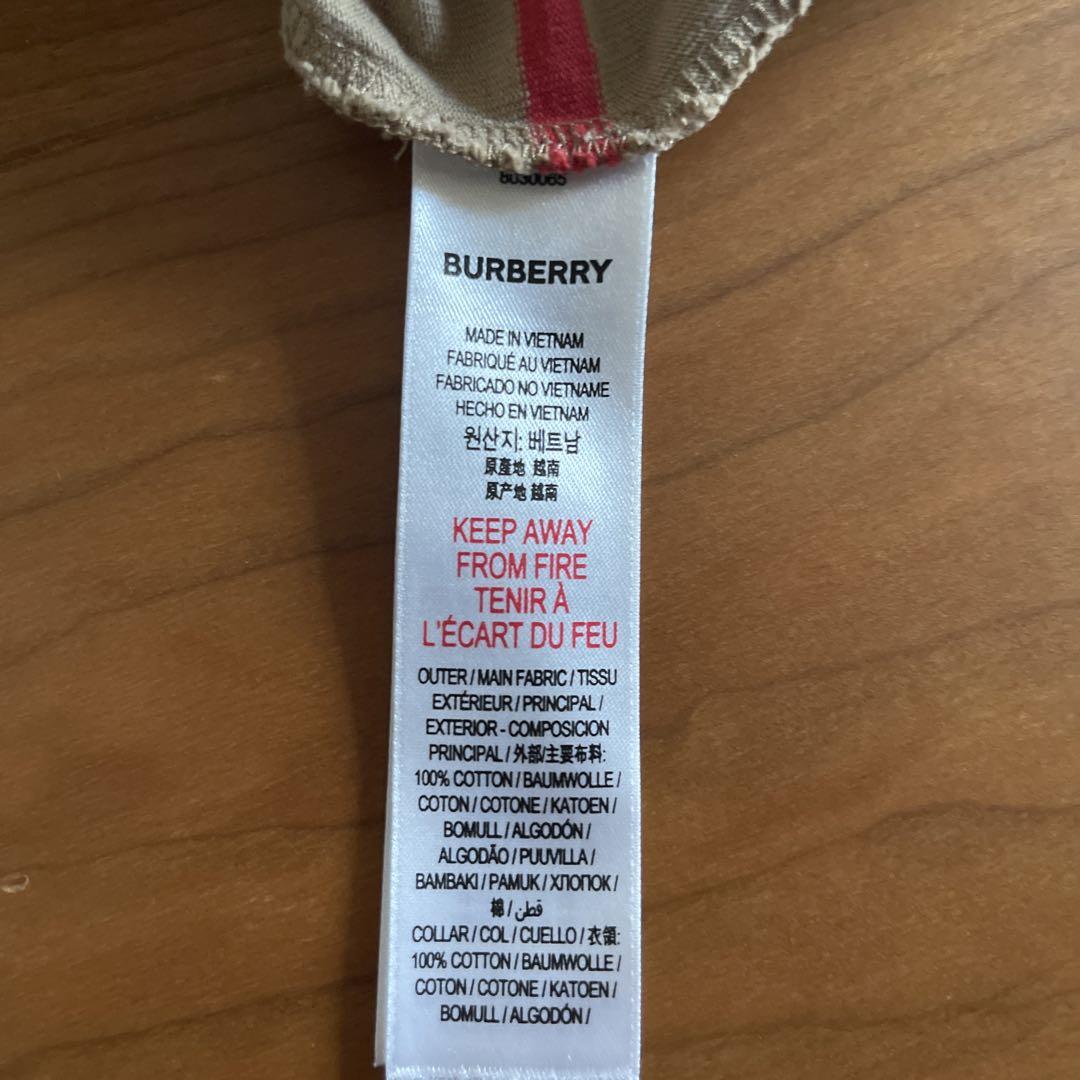 8030065
BURBERRY
MADE IN VIETNAM
FABRIQUÉ AU VIETNAM
FABRICADO NO VIETNAME
HECHO EN VIETNAM
원산지: 베트남
原產地 越南
原产地 越南
KEEP AWAY
FROM FIRE
TENIR À
L'ÉCART DU FEU
OUTER / MAIN FABRIC / TISSU
EXTÉRIEUR / PRINCIPAL /
EXTERIOR - COMPOSICION
PRINCIPAL / 外部/主要布料:
100% COTTON / BAUMWOLLE /
COTON / COTONE / KATOEN /
BOMULL / ALGODÓN /
ALGODÃO / PUUVILLA /
BAMBAKI / PAMUK / ХЛОПОК /
棉 / قطن
COLLAR / COL / CUELLO / 衣領:
100% COTTON / BAUMWOLLE /
COTON / COTONE / KATOEN /
BOMULL / ALGODÓN /